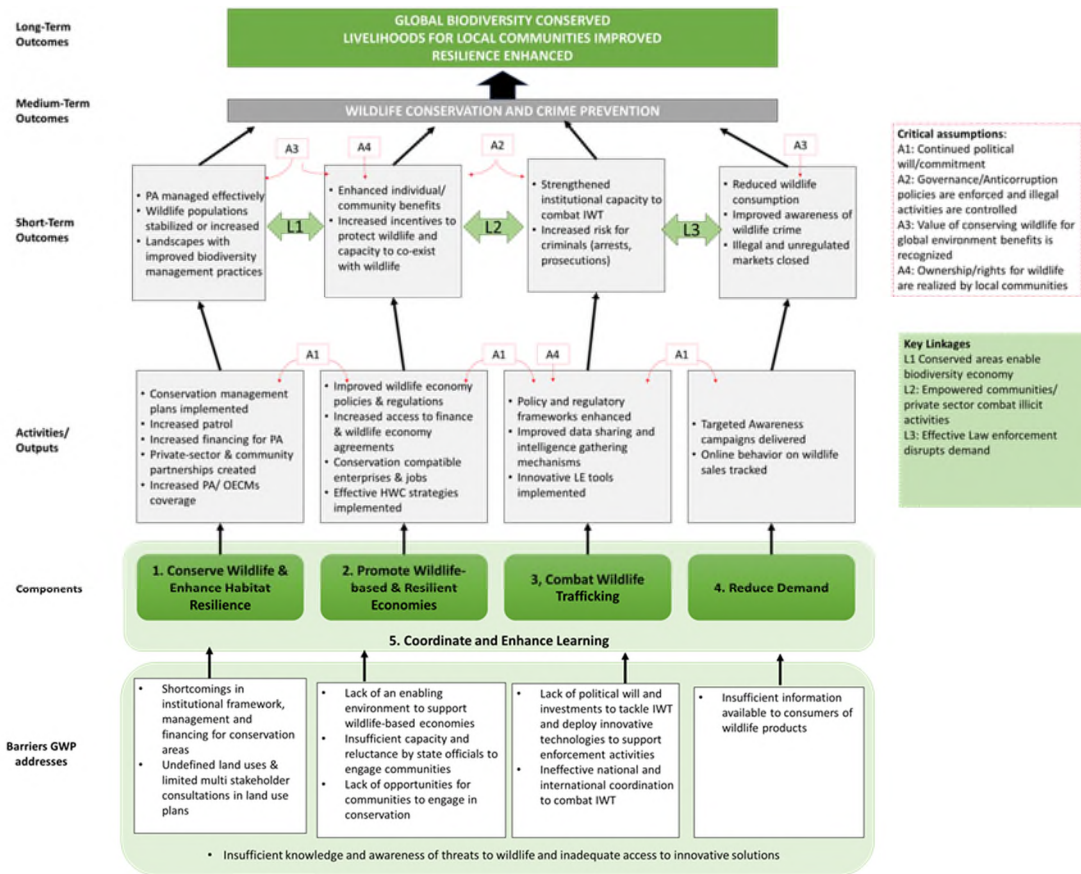 Long-Term
Outcomes
GLOBAL BIODIVERSITY CONSERVED
LIVELIHOODS FOR LOCAL COMMUNITIES IMPROVED
RESILIENCE ENHANCED
Medium-Term
Outcomes
WILDLIFE CONSERVATION AND CRIME PREVENTION
A3
A4
A2
A3
Short-Term
Outcomes
• PA managed effectively
• Wildlife populations
stabilized or increased
• Landscapes with
improved biodiversity
management practices
L1
• Enhanced individual/
community benefits
• Increased incentives to
protect wildlife and
capacity to co-exist
with wildlife
L2
• Strengthened
institutional capacity to
combat IWT
• Increased risk for
criminals (arrests,
prosecutions)
L3
• Reduced wildlife
consumption
• Improved awareness of
wildlife crime
• Illegal and unregulated
markets closed
Critical assumptions:
A1: Continued political
will/commitment
A2: Governance/Anticorruption
policies are enforced and illegal
activities are controlled
A3: Value of conserving wildlife for
global environment benefits is
recognized
A4: Ownership/rights for wildlife
are realized by local communities
A1
A1
A4
A1
Activities/
Outputs
• Conservation management
plans implemented
• Increased patrol
• Increased financing for PA
• Private-sector & community
partnerships created
• Increased PA/ OECMs
coverage
• Improved wildlife economy
policies & regulations
• Increased access to finance
& wildlife economy
agreements
• Conservation compatible
enterprises & jobs
• Effective HWC strategies
implemented
• Policy and regulatory
frameworks enhanced
• Improved data sharing and
intelligence gathering
mechanisms
• Innovative LE tools
implemented
• Targeted Awareness
campaigns delivered
• Online behavior on wildlife
sales tracked
Key Linkages
L1 Conserved areas enable
biodiversity economy
L2: Empowered communities/
private sector combat illicit
activities
L3: Effective Law enforcement
disrupts demand
Components
1. Conserve Wildlife &
Enhance Habitat
Resilience
2. Promote Wildlife-
based & Resilient
Economies
3, Combat Wildlife
Trafficking
4. Reduce Demand
5. Coordinate and Enhance Learning
Barriers GWP
addresses
• Shortcomings in
institutional framework,
management and
financing for conservation
areas
• Undefined land uses &
limited multi stakeholder
consultations in land use
plans
• Lack of an enabling
environment to support
wildlife-based economies
• Insufficient capacity and
reluctance by state officials to
engage communities
• Lack of opportunities for
communities to engage in
conservation
• Lack of political will and
investments to tackle IWT
and deploy innovative
technologies to support
enforcement activities
• Ineffective national and
international coordination
to combat IWT
• Insufficient information
available to consumers of
wildlife products
• Insufficient knowledge and awareness of threats to wildlife and inadequate access to innovative solutions